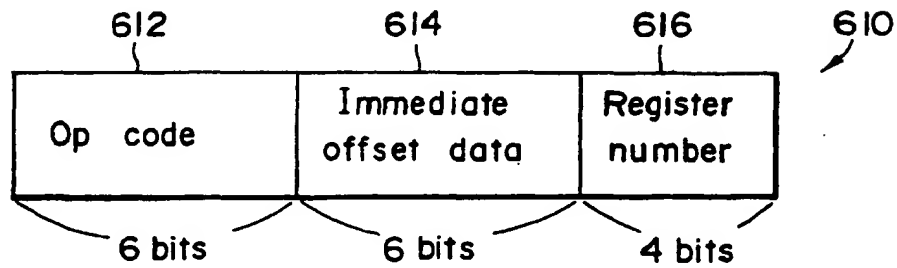 612
614
616
610
Op code
Immediate
offset data
Register
number
6 bits
6 bits
4 bits